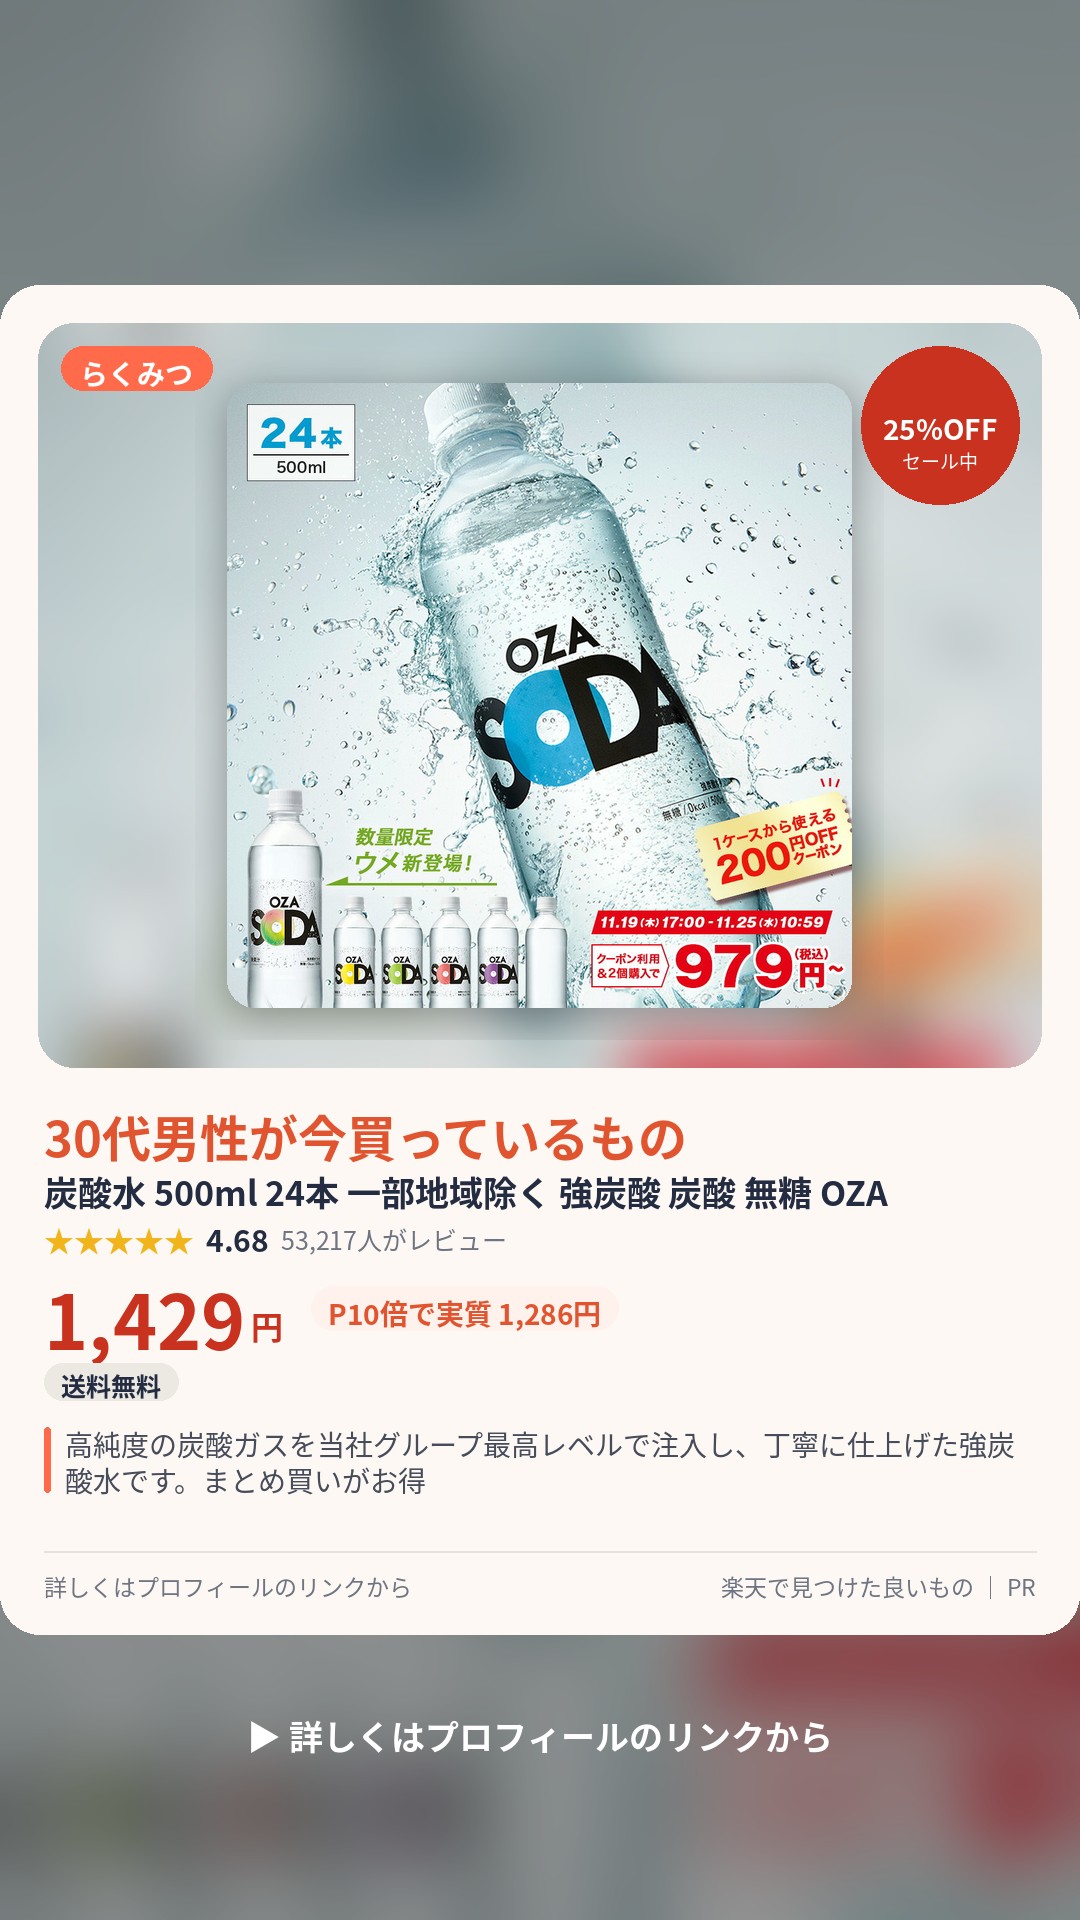 らくみつ
25%OFF
セール中
24本
500ml
OZA
SODA
無糖/0kcal/500ml
1ケースから使える
200円OFF
クーポン
数量限定
ウメ新登場!
OZA
SODA
OZA
SODA
OZA
SODA
OZA
SODA
OZA
SODA
11.19(木)17:00-11.25(水)10:59
クーポン利用
&2個購入で
979円~
(税込)
30代男性が今買っているもの
炭酸水 500ml 24本 一部地域除く 強炭酸 炭酸 無糖 OZA
★★★★★ 4.68 53,217人がレビュー
1,429円 P10倍で実質 1,286円
送料無料
高純度の炭酸ガスを当社グループ最高レベルで注入し、丁寧に仕上げた強炭
酸水です。まとめ買いがお得
詳しくはプロフィールのリンクから
楽天で見つけた良いもの｜PR
▶ 詳しくはプロフィールのリンクから